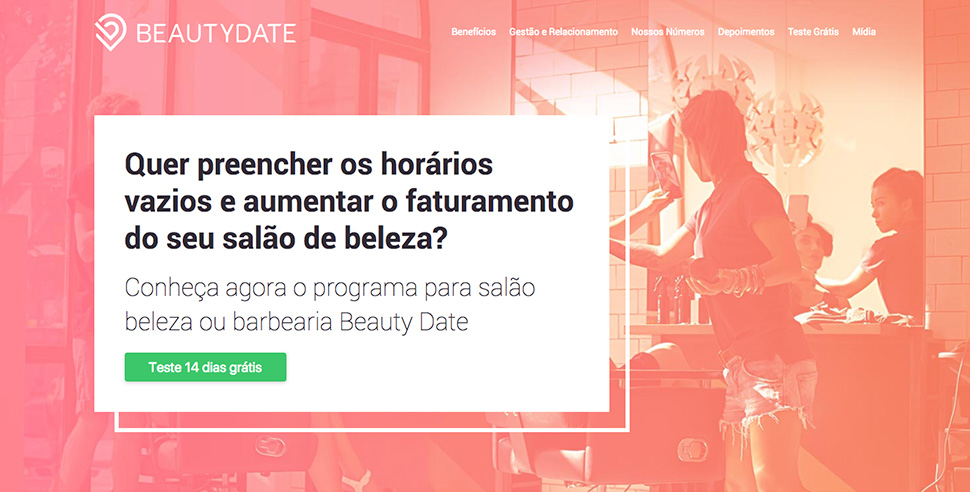 BEAUTYDATE
Benefícios Gestão e Relacionamento Nossos Números Depoimentos Teste Grátis Mídia
Quer preencher os horários
vazios e aumentar o faturamento
do seu salão de beleza?
Conheça agora o programa para salão
beleza ou barbearia Beauty Date
Teste 14 dias grátis